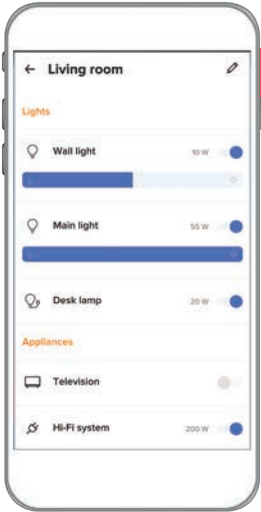 Living room
Lights
Wall light 10 W
Main light 55 W
Desk lamp 20 W
Appliances
Television
Hi-Fi system 200 W